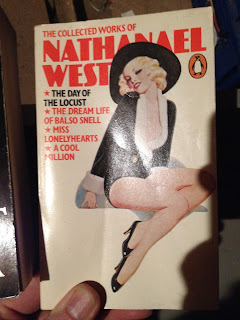 THE COLLECTED WORKS OF
NATHANAEL
WEST
★ THE DAY OF
THE LOCUST
★ THE DREAM LIFE
OF BALSO SNELL
★ MISS
LONELYHEARTS
★ A COOL
MILLION